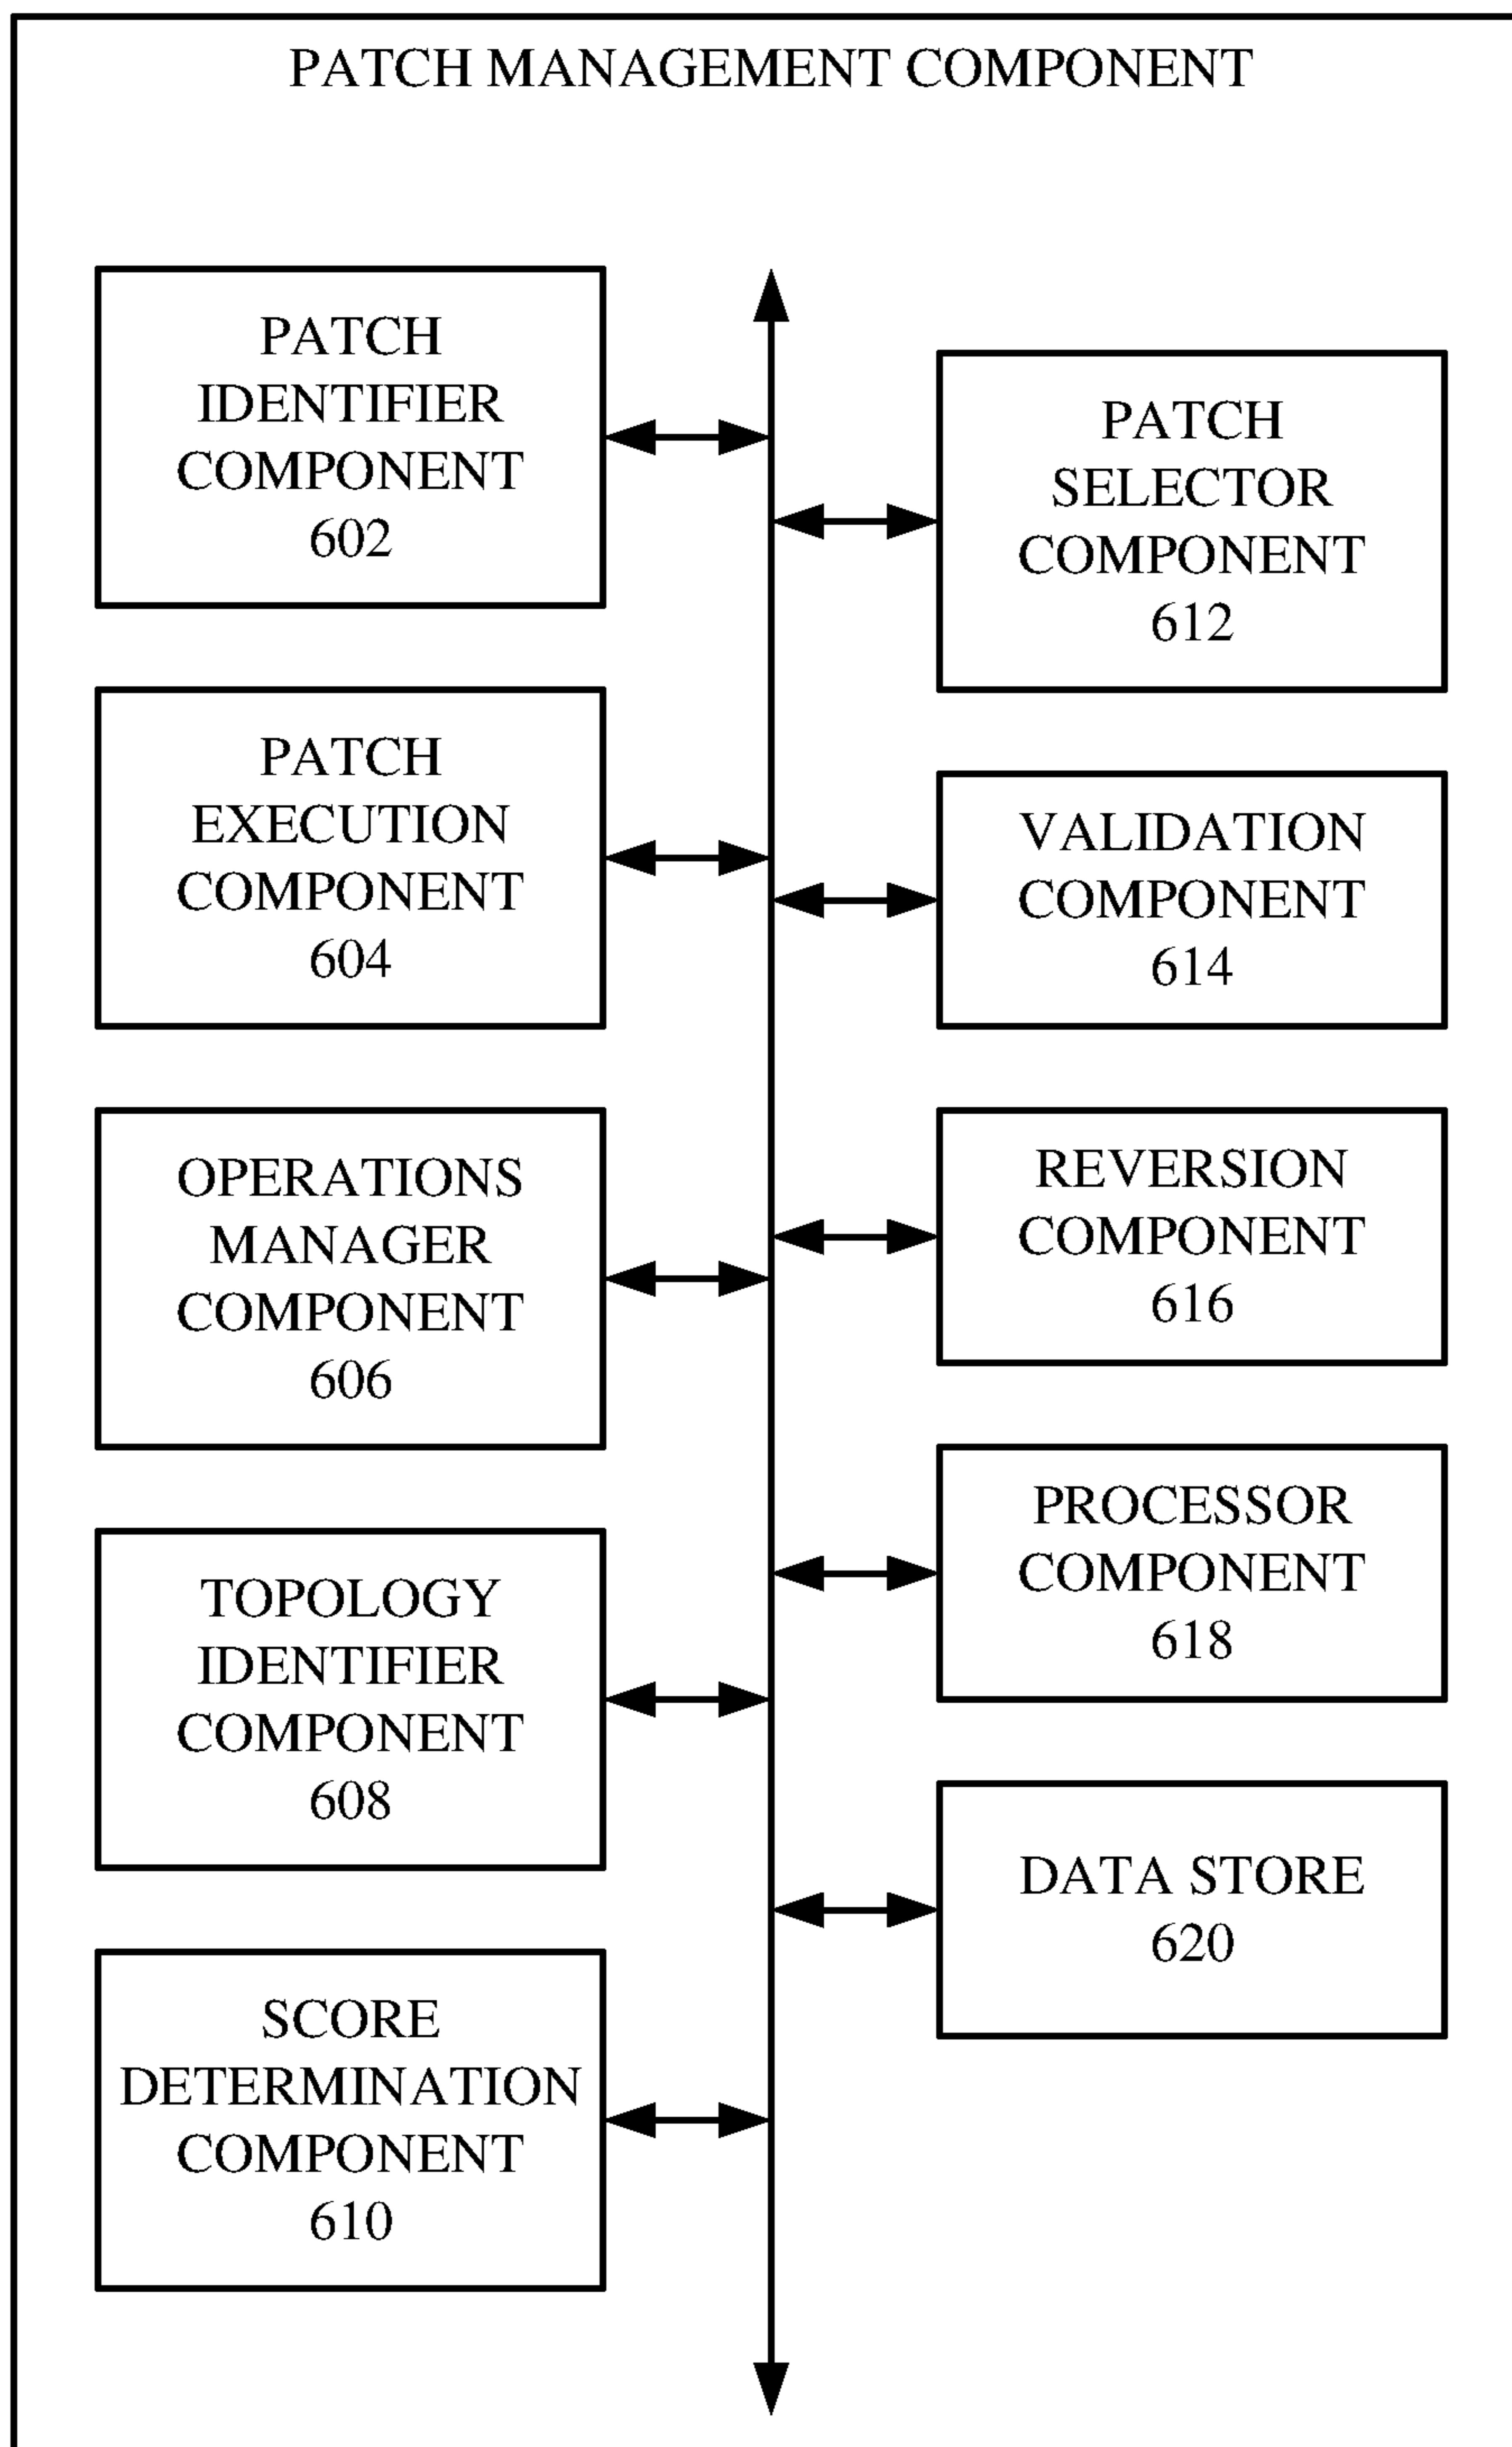 PATCH MANAGEMENT COMPONENT
PATCH
IDENTIFIER
COMPONENT
602
PATCH
EXECUTION
COMPONENT
604
OPERATIONS
MANAGER
COMPONENT
606
TOPOLOGY
IDENTIFIER
COMPONENT
608
SCORE
DETERMINATION
COMPONENT
610
PATCH
SELECTOR
COMPONENT
612
VALIDATION
COMPONENT
614
REVERSION
COMPONENT
616
PROCESSOR
COMPONENT
618
DATA STORE
620